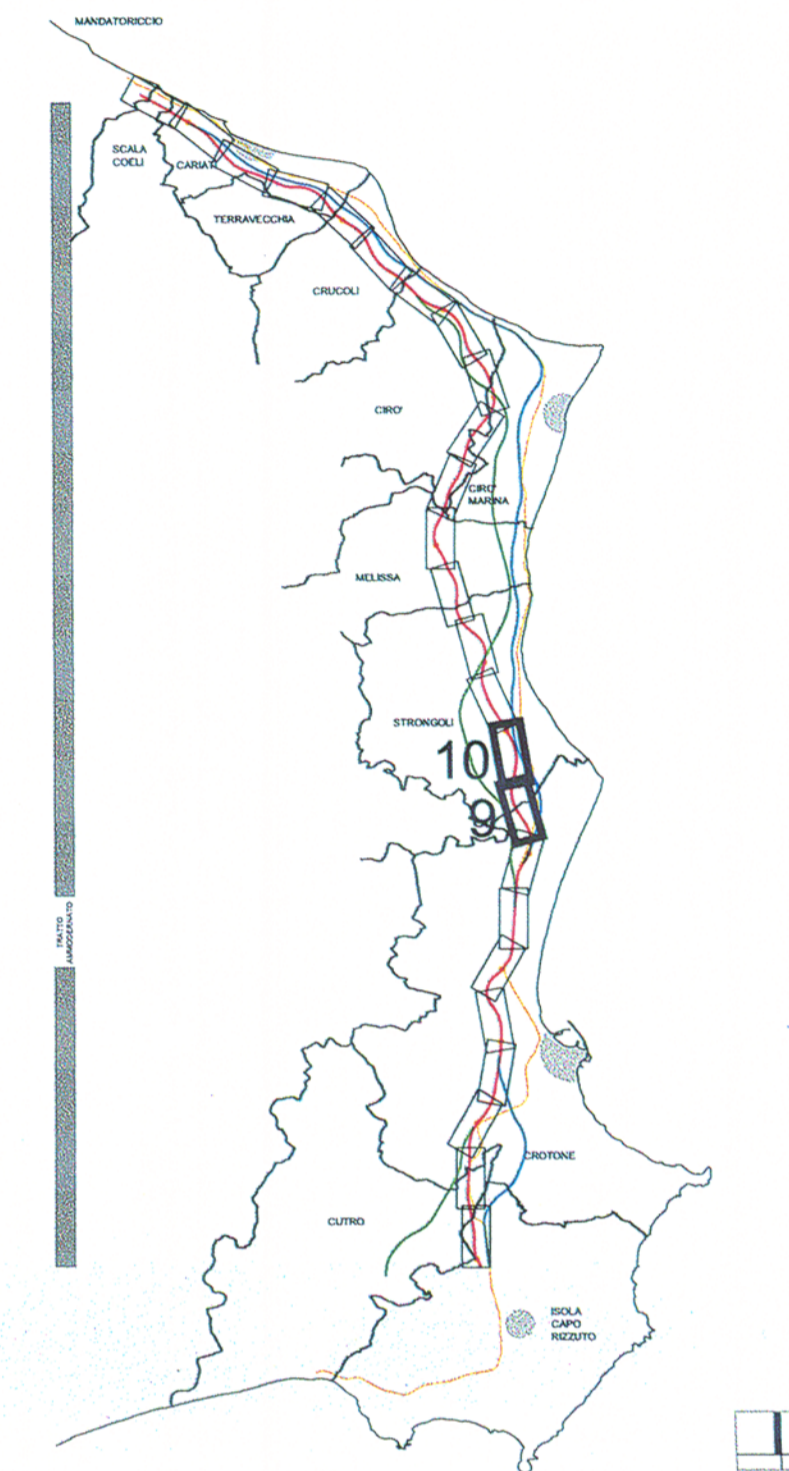 MANDATORICCIO
SCALA
COELI
CARIATI
TERRAVECCHIA
CRUCOLI
CIRO'
CIRO'
MARINA
MELISSA
STRONGOLI
10
9
TRATTO
AMMODERNATO
CROTONE
CUTRO
ISOLA
CAPO
RIZZUTO